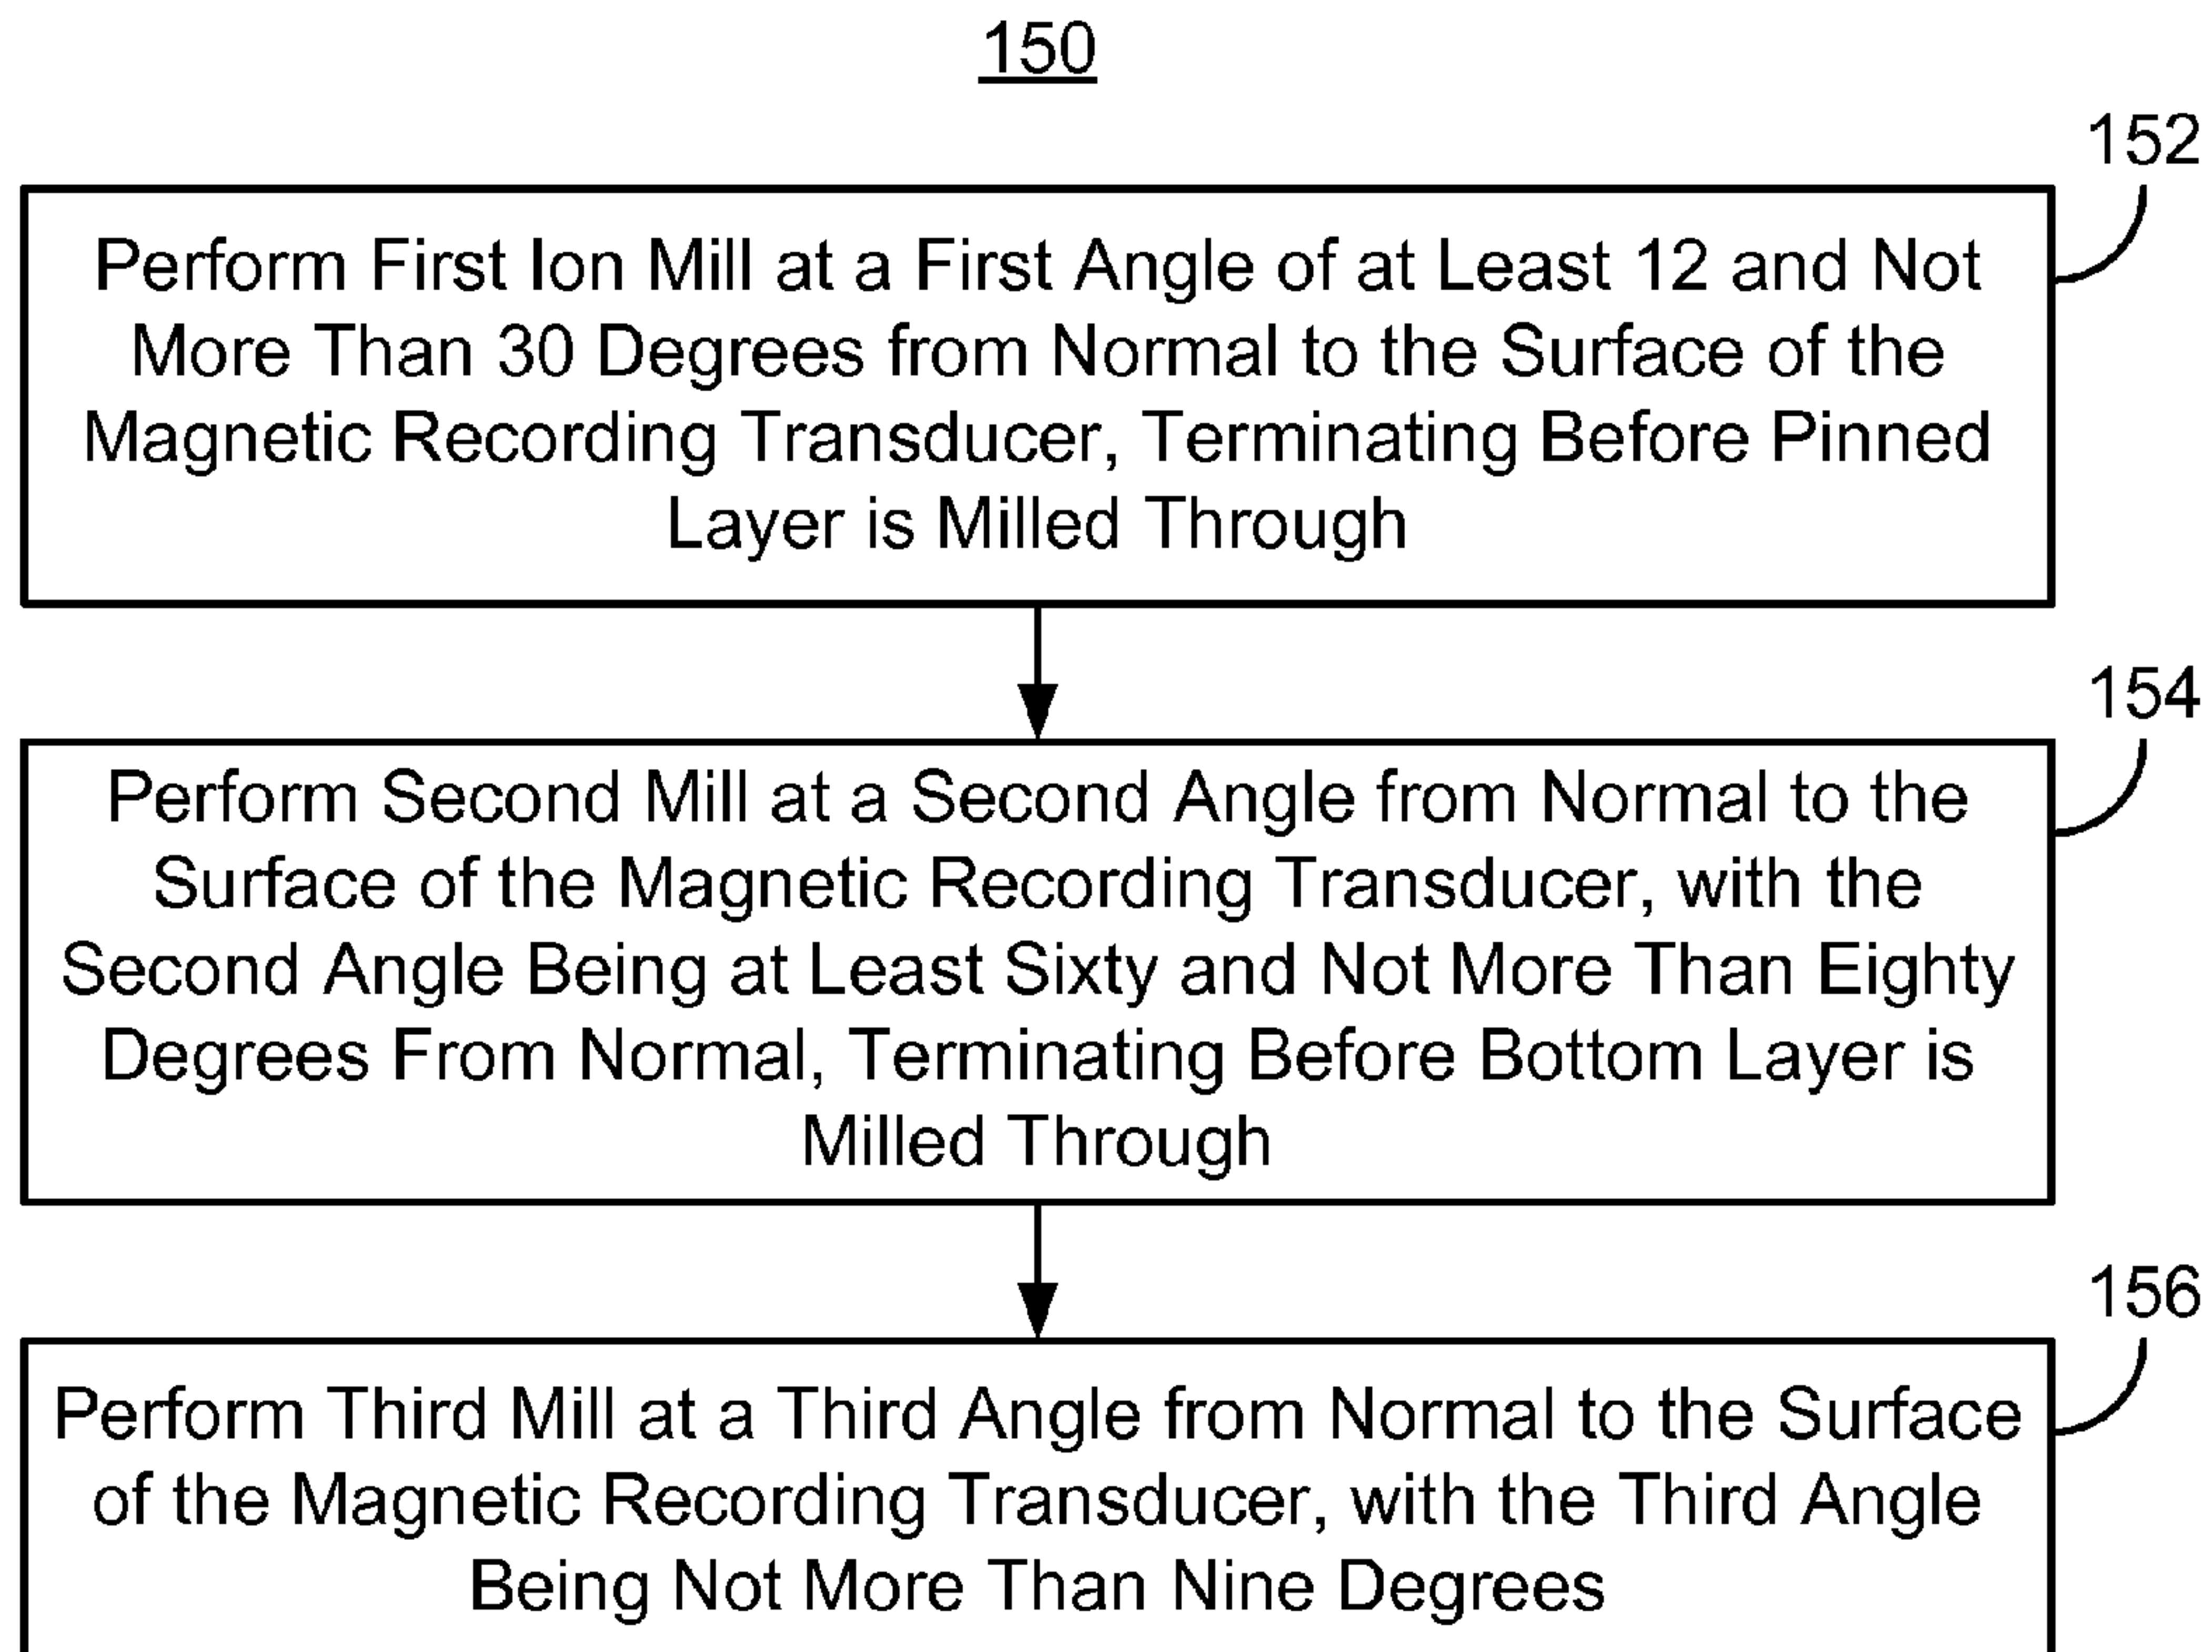 150
152
Perform First Ion Mill at a First Angle of at Least 12 and Not
More Than 30 Degrees from Normal to the Surface of the
Magnetic Recording Transducer, Terminating Before Pinned
Layer is Milled Through
154
Perform Second Mill at a Second Angle from Normal to the
Surface of the Magnetic Recording Transducer, with the
Second Angle Being at Least Sixty and Not More Than Eighty
Degrees From Normal, Terminating Before Bottom Layer is
Milled Through
156
Perform Third Mill at a Third Angle from Normal to the Surface
of the Magnetic Recording Transducer, with the Third Angle
Being Not More Than Nine Degrees